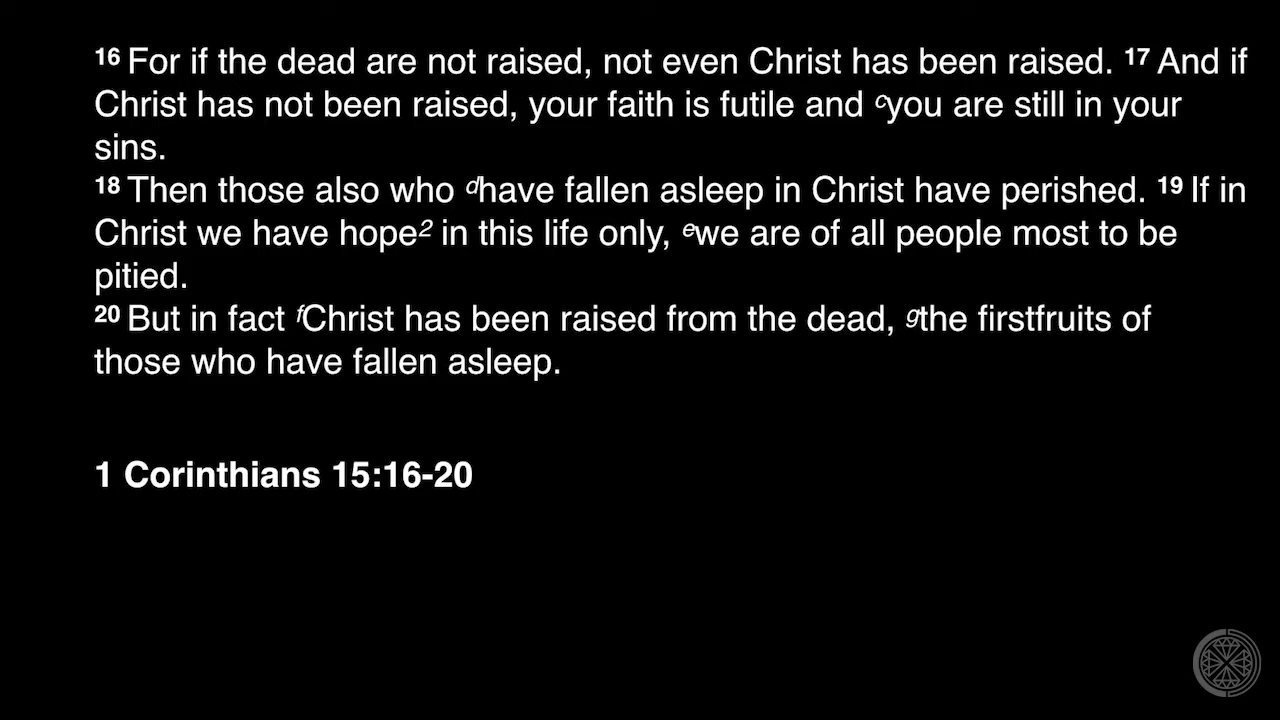 16 For if the dead are not raised, not even Christ has been raised. 17 And if
Christ has not been raised, your faith is futile and cyou are still in your
sins.
18 Then those also who dhave fallen asleep in Christ have perished. 19 If in
Christ we have hope2 in this life only, ewe are of all people most to be
pitied.
20 But in fact fChrist has been raised from the dead, gthe firstfruits of
those who have fallen asleep.
1 Corinthians 15:16-20